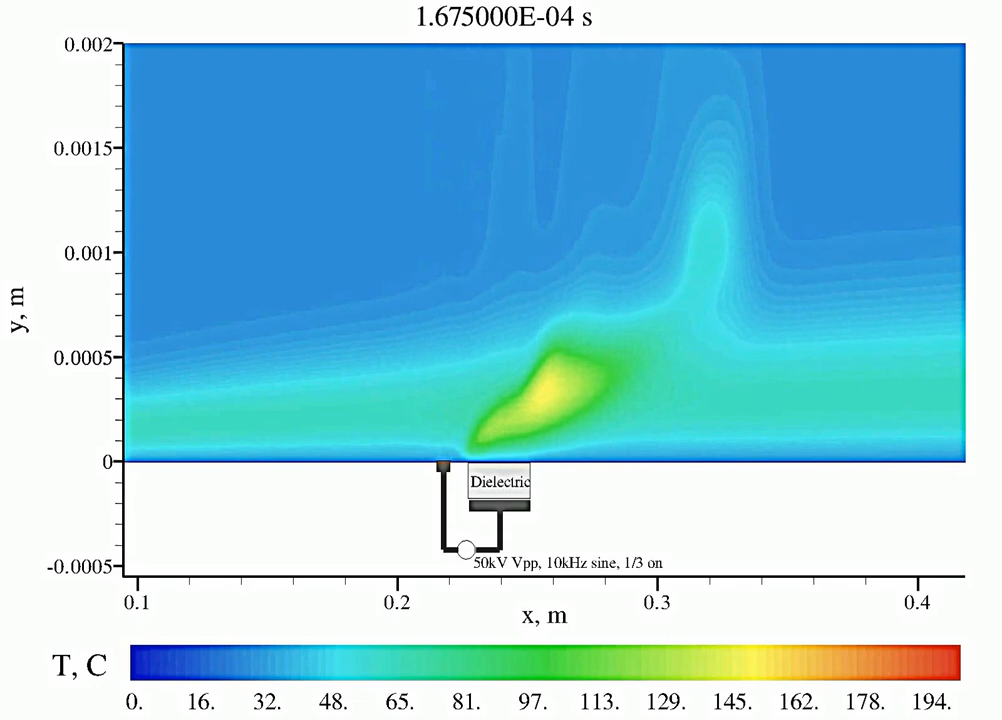 1.675000E-04 s
0.002
0.0015
0.001
y, m
0.0005
0
Dielectric
-0.0005
50kV Vpp, 10kHz sine, 1/3 on
0.1 0.2 0.3 0.4
x, m
T, C
0. 16. 32. 48. 65. 81. 97. 113. 129. 145. 162. 178. 194.